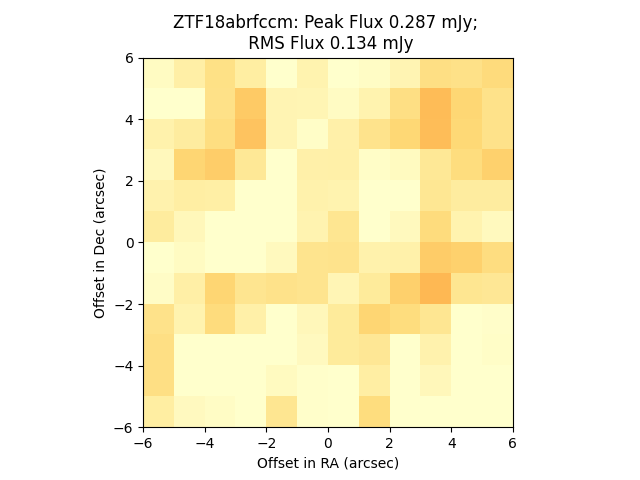 ZTF18abrfccm: Peak Flux 0.287 mJy;
RMS Flux 0.134 mJy
6
4
2
0
−2
−4
−6
Offset in Dec (arcsec)
−6 −4 −2 0 2 4 6
Offset in RA (arcsec)